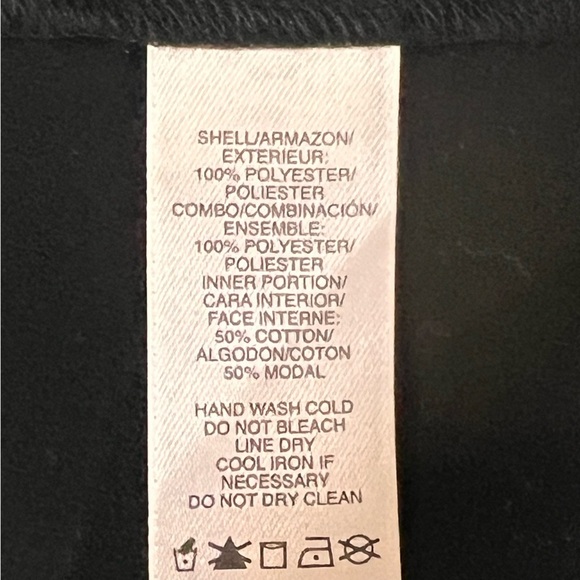 SHELL/ARMAZON/
EXTERIEUR:
100% POLYESTER/
POLIESTER
COMBO/COMBINACIÓN/
ENSEMBLE:
100% POLYESTER/
POLIESTER
INNER PORTION/
CARA INTERIOR/
FACE INTERNE:
50% COTTON/
ALGODON/COTON
50% MODAL
HAND WASH COLD
DO NOT BLEACH
LINE DRY
COOL IRON IF
NECESSARY
DO NOT DRY CLEAN